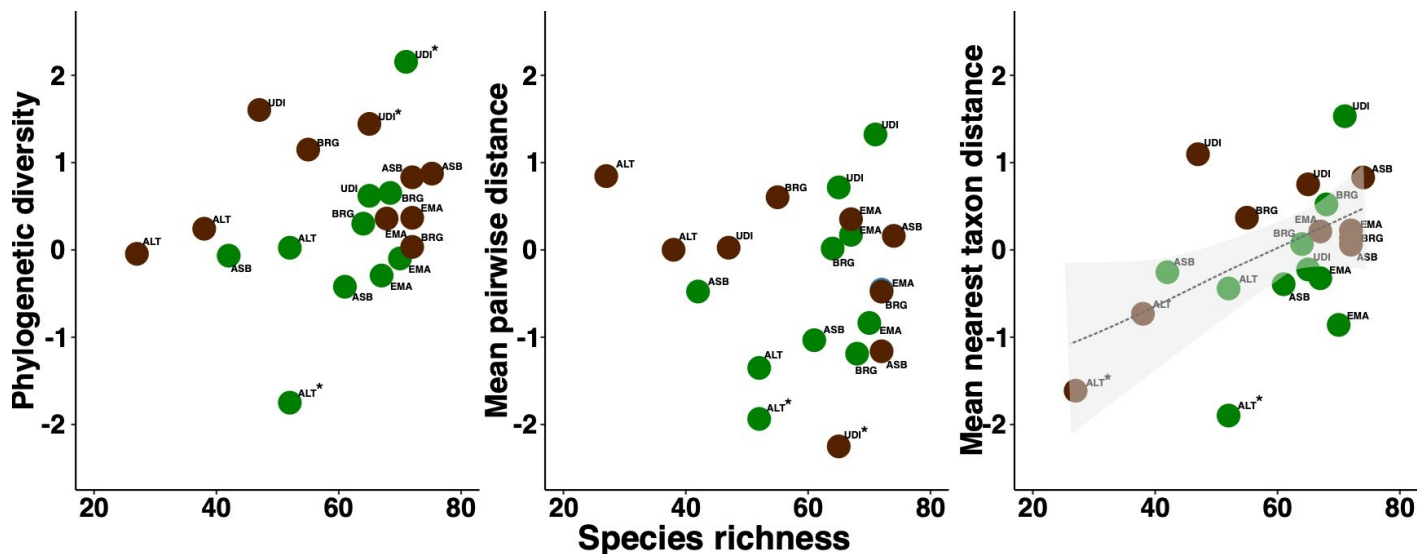 Phylogenetic diversity
2
1
0
-1
-2
20
40
60
80
UDI*
UDI
UDI*
BRG
ASB
ASB
UDI
BRG
BRG
EMA
EMA
BRG
ALT
ALT
ASB
ALT
EMA
EMA
ASB
ALT*
Mean pairwise distance
2
1
0
-1
-2
20
40
60
80
UDI
ALT
UDI
BRG
EMA
EMA
ASB
ALT
UDI
BRG
ASB
EMA
BRG
ASB
EMA
BRG
ASB
ALT
ALT*
UDI*
Mean nearest taxon distance
2
1
0
-1
-2
20
40
60
80
UDI
UDI
UDI
ASB
BRG
BRG
EMA
EMA
BRG
BRG
ASB
UDI
ASB
ALT
EMA
ASB
ALT
EMA
ALT*
ALT*
Species richness